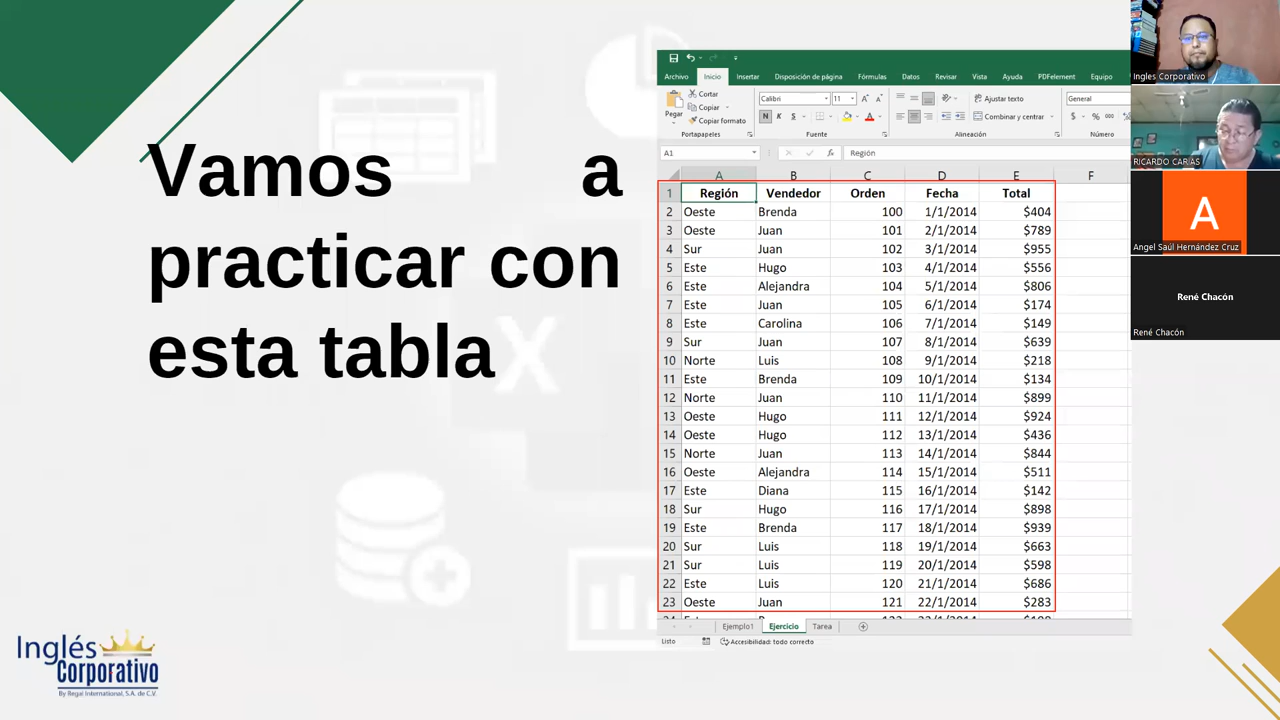 Vamos a
practicar con
esta tabla
Inglés
Corporativo
By Regal International, S.A. de C.V.
Archivo Inicio Insertar Disposición de página Fórmulas Datos Revisar Vista Ayuda PDFelement Equipo
Pegar
Cortar
Copiar
Copiar formato
Portapapeles
Calibri 11
N K S
Fuente
Ajustar texto
Combinar y centrar
Alineación
General
$ %
Número
A1 fx Región
A B C D E F
1 Región Vendedor Orden Fecha Total
2 Oeste Brenda 100 1/1/2014 $404
3 Oeste Juan 101 2/1/2014 $789
4 Sur Juan 102 3/1/2014 $955
5 Este Hugo 103 4/1/2014 $556
6 Este Alejandra 104 5/1/2014 $806
7 Este Juan 105 6/1/2014 $174
8 Este Carolina 106 7/1/2014 $149
9 Sur Juan 107 8/1/2014 $639
10 Norte Luis 108 9/1/2014 $218
11 Este Brenda 109 10/1/2014 $134
12 Norte Juan 110 11/1/2014 $899
13 Oeste Hugo 111 12/1/2014 $924
14 Oeste Hugo 112 13/1/2014 $436
15 Norte Juan 113 14/1/2014 $844
16 Oeste Alejandra 114 15/1/2014 $511
17 Este Diana 115 16/1/2014 $142
18 Sur Hugo 116 17/1/2014 $898
19 Este Brenda 117 18/1/2014 $939
20 Sur Luis 118 19/1/2014 $663
21 Sur Luis 119 20/1/2014 $598
22 Este Luis 120 21/1/2014 $686
23 Oeste Juan 121 22/1/2014 $283
Ejemplo1 Ejercicio Tarea
Listo Accesibilidad: todo correcto
Ingles Corporativo
RICARDO CARIAS
A
Angel Saúl Hernández Cruz
René Chacón
René Chacón